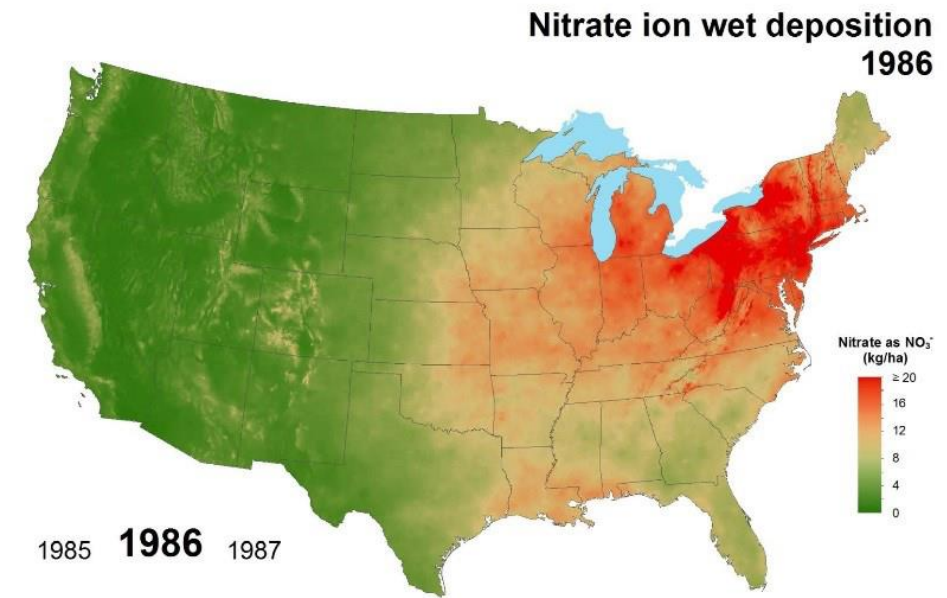 Nitrate ion wet deposition
1986
Nitrate as NO₃⁻
(kg/ha)
≥ 20
16
12
8
4
0
1985 1986 1987